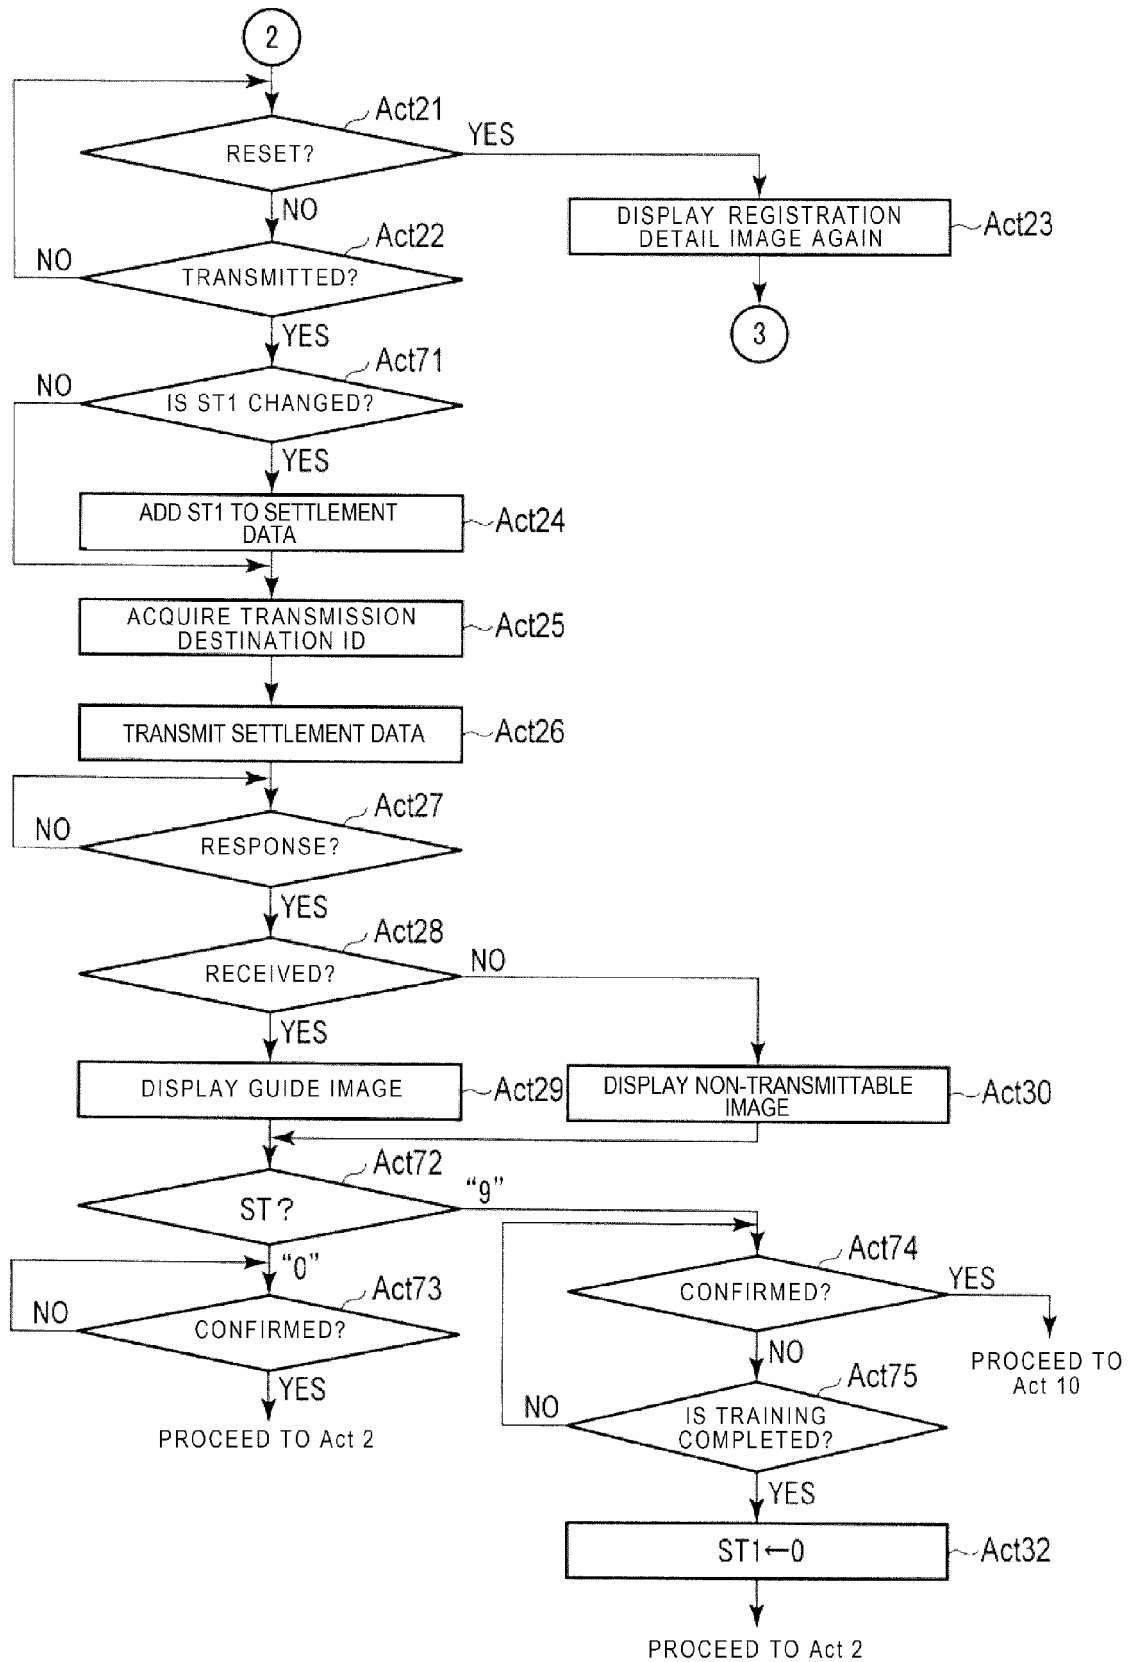 2
Act21
RESET?
YES
NO
DISPLAY REGISTRATION
DETAIL IMAGE AGAIN
Act23
Act22
NO
TRANSMITTED?
YES
3
Act71
NO
IS ST1 CHANGED?
YES
ADD ST1 TO SETTLEMENT
DATA
Act24
ACQUIRE TRANSMISSION
DESTINATION ID
Act25
TRANSMIT SETTLEMENT DATA
Act26
Act27
NO
RESPONSE?
YES
Act28
RECEIVED?
NO
YES
DISPLAY GUIDE IMAGE
Act29
DISPLAY NON-TRANSMITTABLE
IMAGE
Act30
Act72
ST?
“9”
“0”
Act73
NO
CONFIRMED?
YES
PROCEED TO Act 2
Act74
CONFIRMED?
YES
PROCEED TO
Act 10
NO
Act75
NO
IS TRAINING
COMPLETED?
YES
ST1←0
Act32
PROCEED TO Act 2